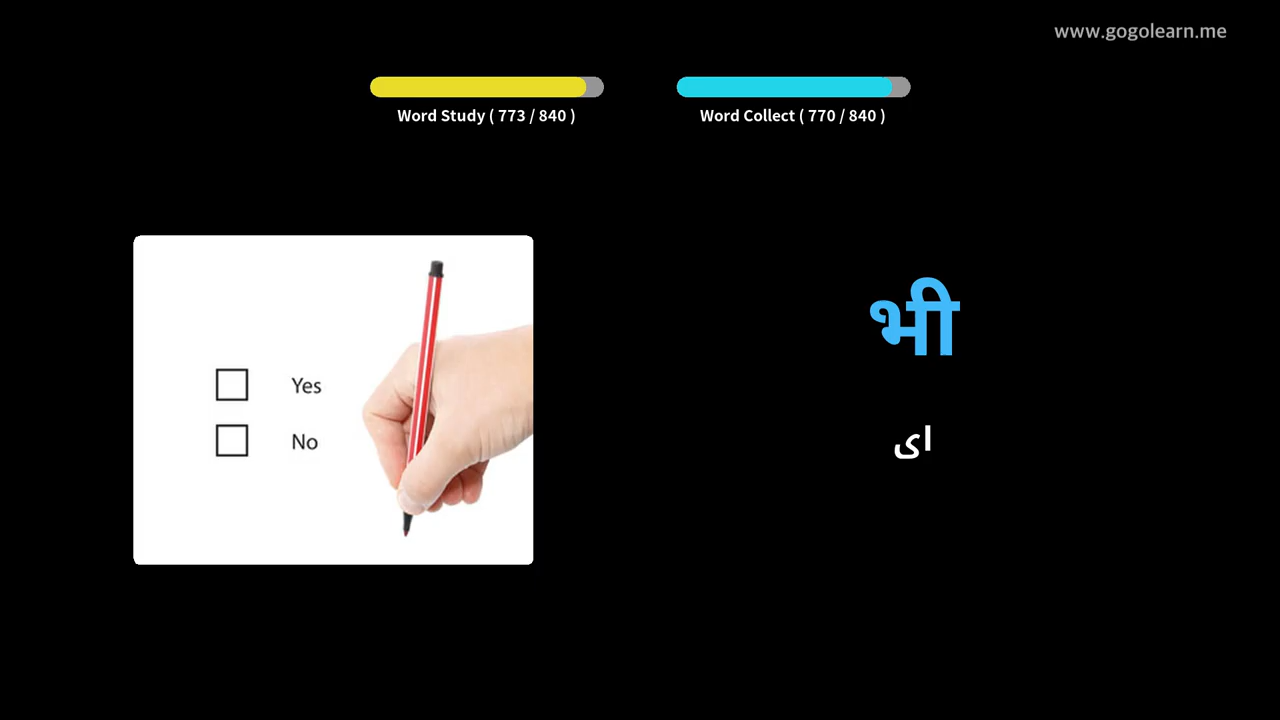 www.gogolearn.me
Word Study ( 773 / 840 )
Word Collect ( 770 / 840 )
Yes
No
भी
ای